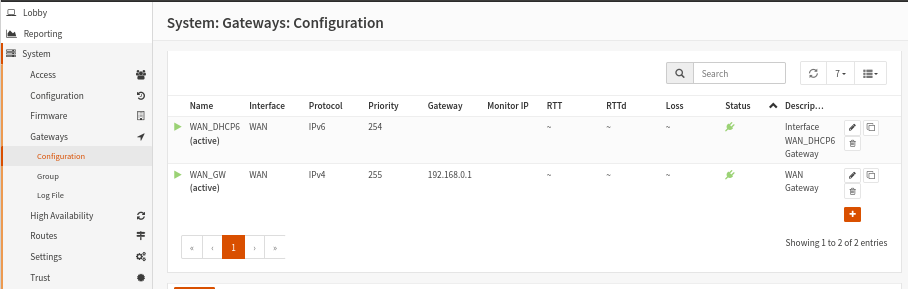 Lobby
System: Gateways: Configuration
Reporting
System
Access
Search
7
Configuration
Name Interface Protocol Priority Gateway Monitor IP RTT RTTd Loss Status Descrip...
Firmware
WAN_DHCP6 WAN IPv6 254 ~ ~ ~ Interface
(active) WAN_DHCP6
Gateway
Gateways
Configuration
WAN_GW WAN IPv4 255 192.168.0.1 ~ ~ ~ WAN
(active) Gateway
Group
Log File
High Availability
Routes
« ‹ 1 › »
Showing 1 to 2 of 2 entries
Settings
Trust